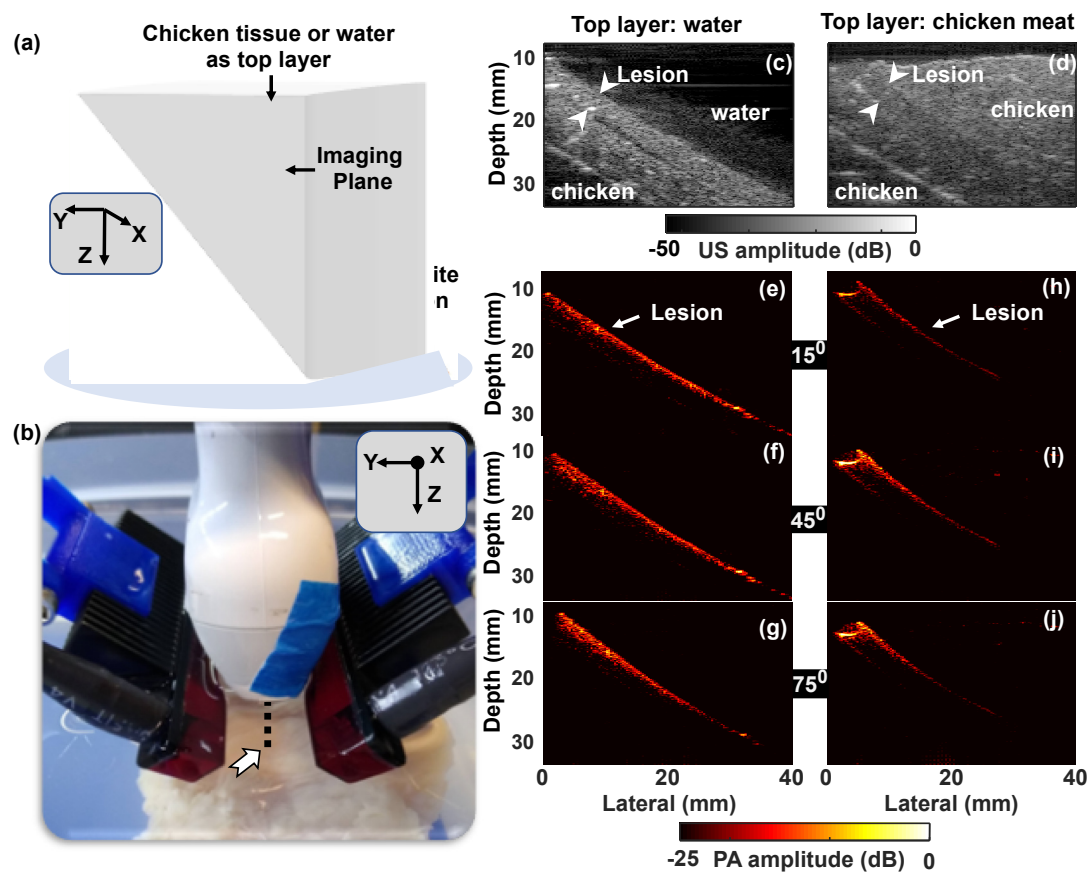 (a)
Chicken tissue or water
as top layer
Imaging
Plane
Y
X
Z
ite
n
(b)
Y
X
Z
Top layer: water
Top layer: chicken meat
10
20
30
Depth (mm)
(c)
Lesion
water
chicken
(d)
Lesion
chicken
chicken
-50
US amplitude (dB)
0
10
20
30
Depth (mm)
(e)
Lesion
15⁰
(h)
Lesion
10
20
30
Depth (mm)
(f)
45⁰
(i)
10
20
30
Depth (mm)
(g)
75⁰
(j)
0
20
40
Lateral (mm)
0
20
40
Lateral (mm)
-25
PA amplitude (dB)
0